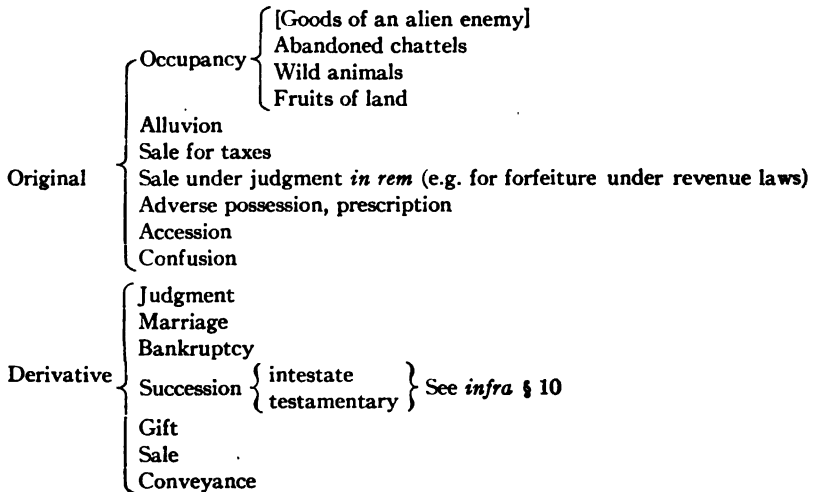 [Goods of an alien enemy]
Occupancy
Abandoned chattels
Wild animals
Fruits of land
Alluvion
Sale for taxes
Original
Sale under judgment in rem (e.g. for forfeiture under revenue laws)
Adverse possession, prescription
Accession
Confusion
Judgment
Marriage
Bankruptcy
Derivative
Succession { intestate
testamentary } See infra § 10
Gift
Sale
Conveyance